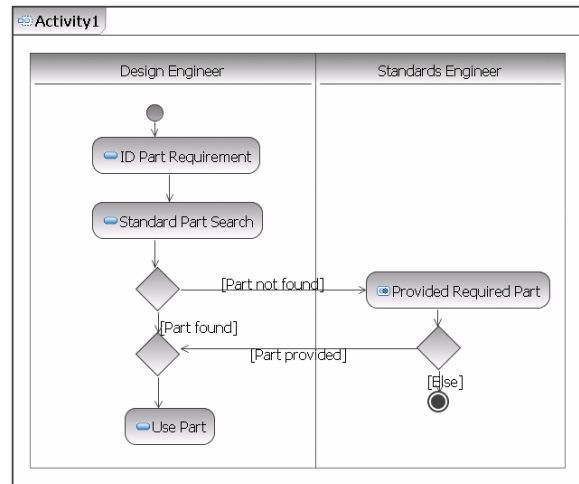 Activity1
Design Engineer
Standards Engineer
ID Part Requirement
Standard Part Search
[Part not found]
Provided Required Part
[Part found]
[Part provided]
[Else]
Use Part